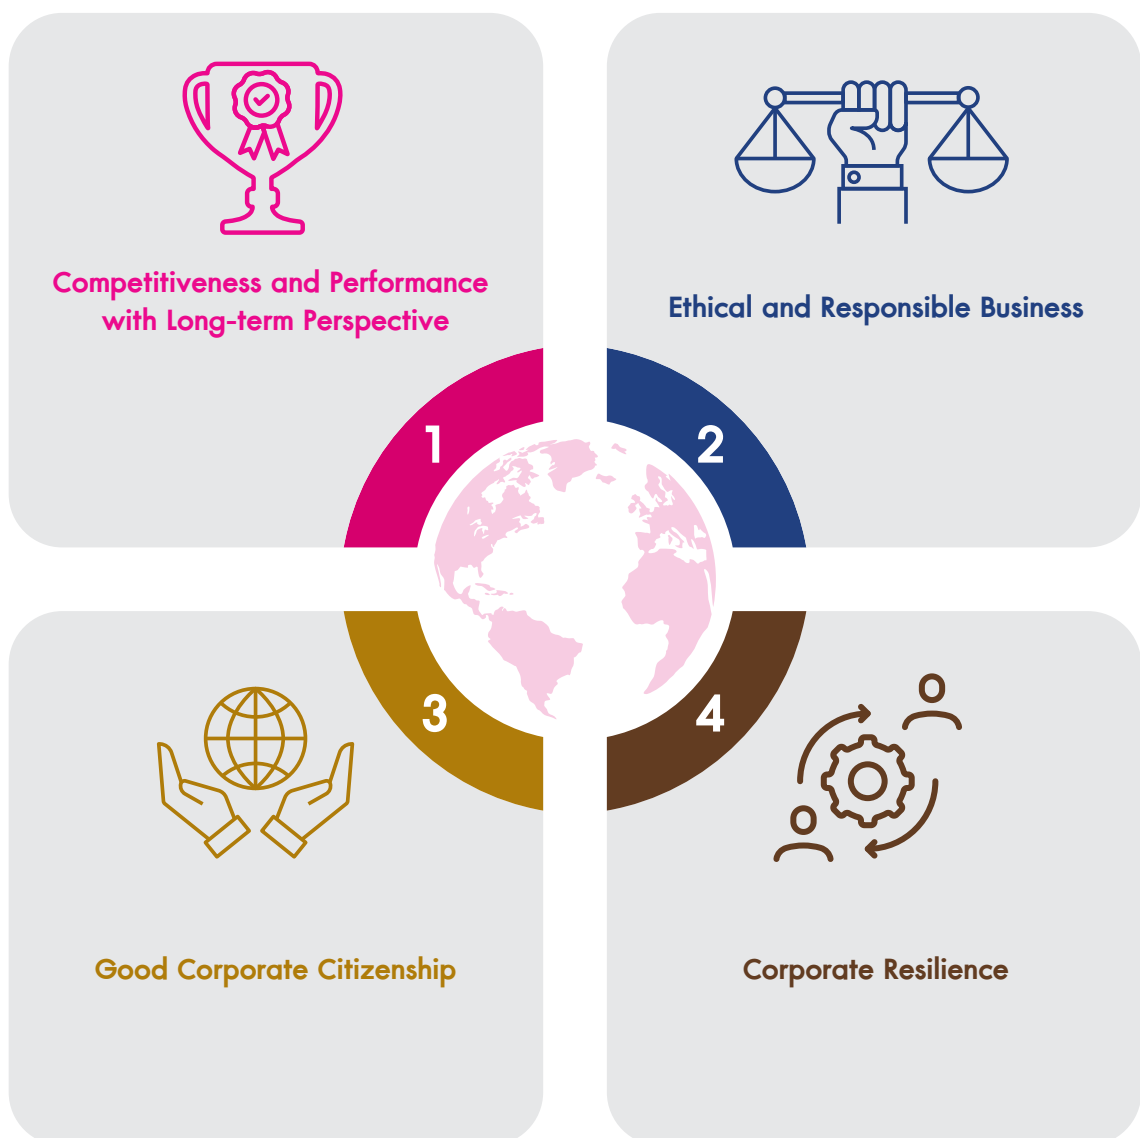 Competitiveness and Performance
with Long-term Perspective
1
Ethical and Responsible Business
2
3
Good Corporate Citizenship
4
Corporate Resilience